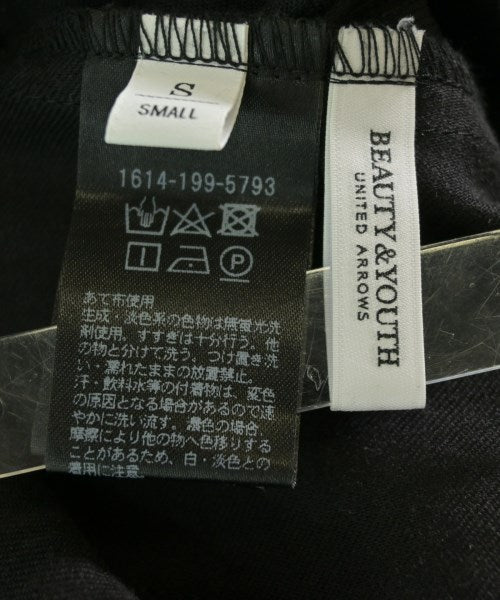 S
SMALL
1614-199-5793
P
あて布使用
生成・淡色系の色物は無蛍光洗
剤使用。すすぎは十分行う。他
の物と分けて洗う。つけ置き洗
い・濡れたままの放置禁止。
汗・飲料水等の付着物は、変色
の原因となる場合があるので速
やかに洗い流す。濃色の場合、
摩擦により他の物へ色移りする
ことがあるため、白・淡色との
着用に注意。
BEAUTY&YOUTH
UNITED ARROWS